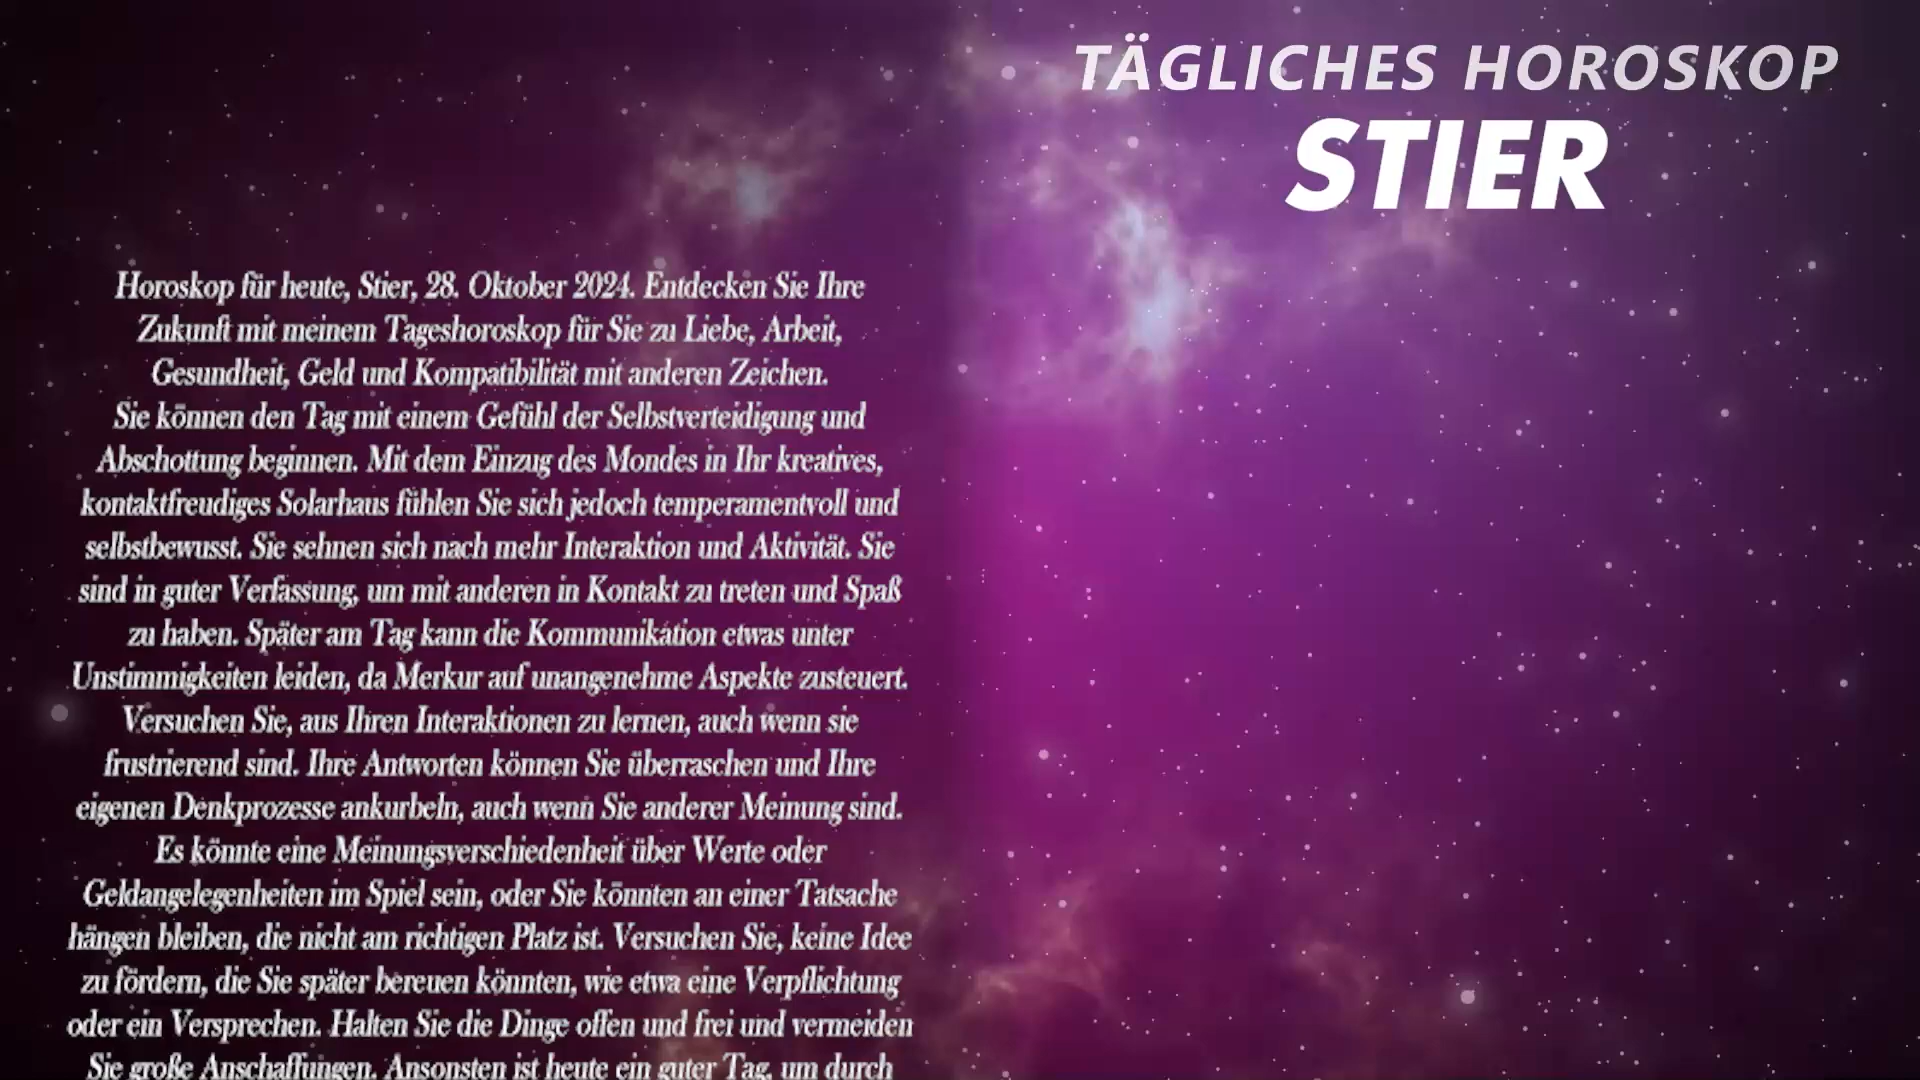 TÄGLICHES HOROSKOP
STIER
Horoskop für heute, Stier, 28. Oktober 2024. Entdecken Sie Ihre
Zukunft mit meinem Tageshoroskop für Sie zu Liebe, Arbeit,
Gesundheit, Geld und Kompatibilität mit anderen Zeichen.
Sie können den Tag mit einem Gefühl der Selbstverteidigung und
Abschottung beginnen. Mit dem Einzug des Mondes in Ihr kreatives,
kontaktfreudiges Solarhaus fühlen Sie sich jedoch temperamentvoll und
selbstbewusst. Sie sehnen sich nach mehr Interaktion und Aktivität. Sie
sind in guter Verfassung, um mit anderen in Kontakt zu treten und Spaß
zu haben. Später am Tag kann die Kommunikation etwas unter
Unstimmigkeiten leiden, da Merkur auf unangenehme Aspekte zusteuert.
Versuchen Sie, aus Ihren Interaktionen zu lernen, auch wenn sie
frustrierend sind. Ihre Antworten können Sie überraschen und Ihre
eigenen Denkprozesse ankurbeln, auch wenn Sie anderer Meinung sind.
Es könnte eine Meinungsverschiedenheit über Werte oder
Geldangelegenheiten im Spiel sein, oder Sie könnten an einer Tatsache
hängen bleiben, die nicht am richtigen Platz ist. Versuchen Sie, keine Idee
zu fördern, die Sie später bereuen könnten, wie etwa eine Verpflichtung
oder ein Versprechen. Halten Sie die Dinge offen und frei und vermeiden
Sie große Anschaffungen. Ansonsten ist heute ein guter Tag, um durch